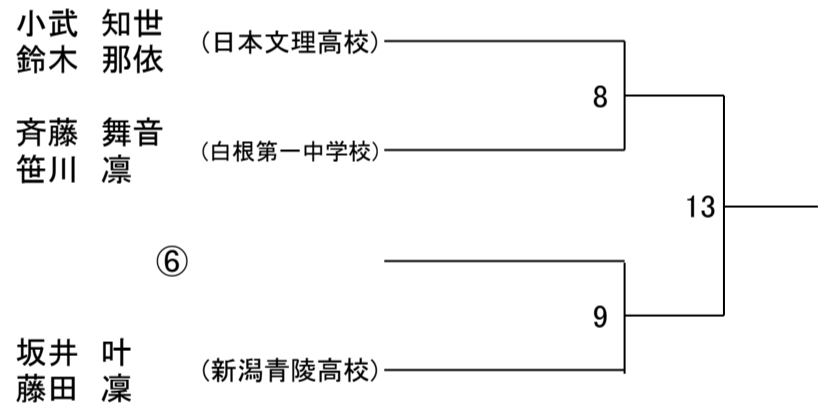 小武 知世
鈴木 那依
(日本文理高校)
8
斉藤 舞音
笹川 凛
(白根第一中学校)
13
⑥
9
坂井 叶
藤田 凜
(新潟青陵高校)